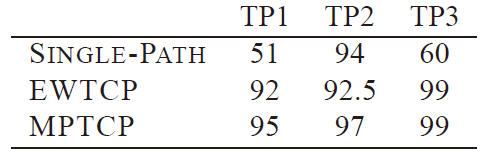 TP1 TP2 TP3
SINGLE-PATH 51 94 60
EWTCP 92 92.5 99
MPTCP 95 97 99